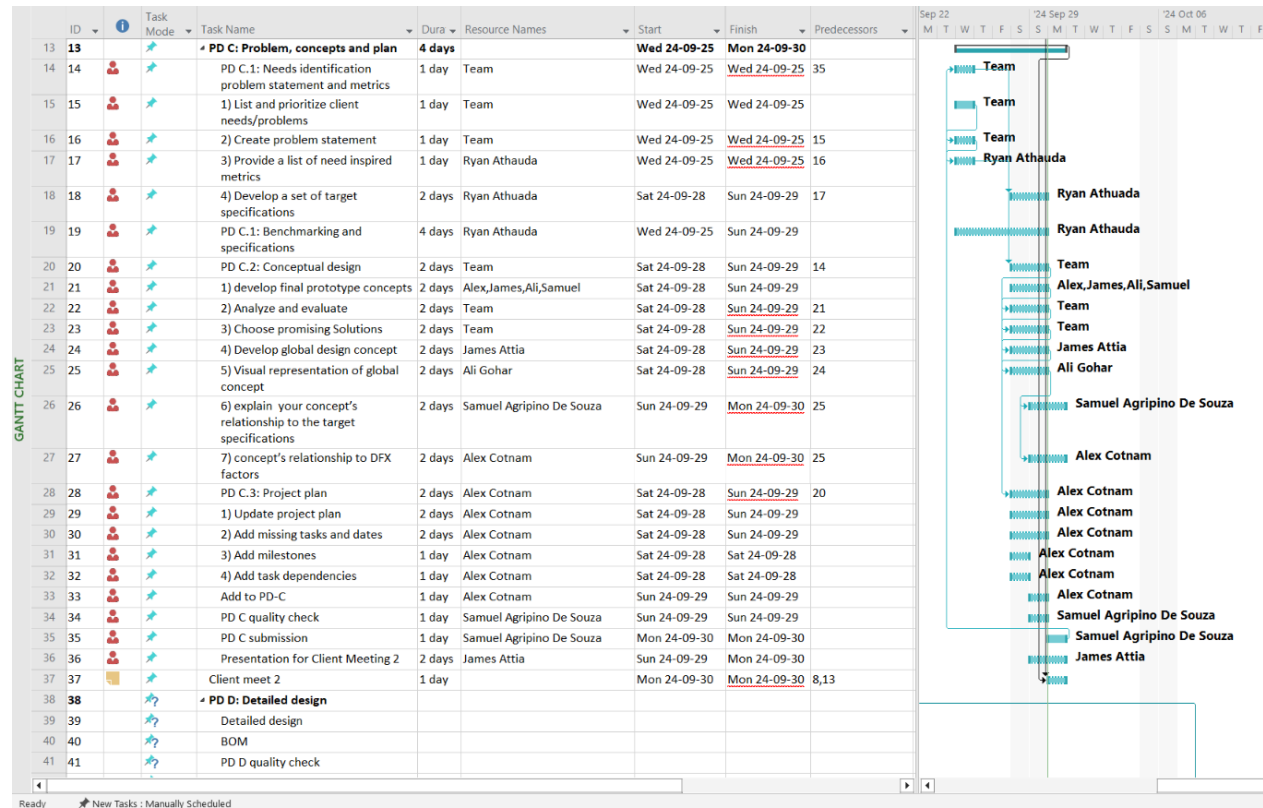 Sep 22 '24 Sep 29 '24 Oct 06
ID Task Mode Task Name Dura Resource Names Start Finish Predecessors M T W T F S S M T W T F S S M T W T F
13 13 PD C: Problem, concepts and plan 4 days Wed 24-09-25 Mon 24-09-30
14 14 PD C.1: Needs identification 1 day Team Wed 24-09-25 Wed 24-09-25 35 Team
problem statement and metrics
15 15 1) List and prioritize client 1 day Team Wed 24-09-25 Wed 24-09-25 Team
needs/problems
16 16 2) Create problem statement 1 day Team Wed 24-09-25 Wed 24-09-25 15 Team
17 17 3) Provide a list of need inspired 1 day Ryan Athauda Wed 24-09-25 Wed 24-09-25 16 Ryan Athauda
metrics
18 18 4) Develop a set of target 2 days Ryan Athuada Sat 24-09-28 Sun 24-09-29 17 Ryan Athuada
specifications
19 19 PD C.1: Benchmarking and 4 days Ryan Athauda Wed 24-09-25 Sun 24-09-29 Ryan Athauda
specifications
20 20 PD C.2: Conceptual design 2 days Team Sat 24-09-28 Sun 24-09-29 14 Team
21 21 1) develop final prototype concepts 2 days Alex,James,Ali,Samuel Sat 24-09-28 Sun 24-09-29 Alex,James,Ali,Samuel
22 22 2) Analyze and evaluate 2 days Team Sat 24-09-28 Sun 24-09-29 21 Team
23 23 3) Choose promising Solutions 2 days Team Sat 24-09-28 Sun 24-09-29 22 Team
24 24 4) Develop global design concept 2 days James Attia Sat 24-09-28 Sun 24-09-29 23 James Attia
25 25 5) Visual representation of global 2 days Ali Gohar Sat 24-09-28 Sun 24-09-29 24 Ali Gohar
concept
26 26 6) explain your concept's 2 days Samuel Agripino De Souza Sun 24-09-29 Mon 24-09-30 25 Samuel Agripino De Souza
relationship to the target
specifications
27 27 7) concept's relationship to DFX 2 days Alex Cotnam Sun 24-09-29 Mon 24-09-30 25 Alex Cotnam
factors
28 28 PD C.3: Project plan 2 days Alex Cotnam Sat 24-09-28 Sun 24-09-29 20 Alex Cotnam
29 29 1) Update project plan 2 days Alex Cotnam Sat 24-09-28 Sun 24-09-29 Alex Cotnam
30 30 2) Add missing tasks and dates 2 days Alex Cotnam Sat 24-09-28 Sun 24-09-29 Alex Cotnam
31 31 3) Add milestones 1 day Alex Cotnam Sat 24-09-28 Sat 24-09-28 Alex Cotnam
32 32 4) Add task dependencies 1 day Alex Cotnam Sat 24-09-28 Sat 24-09-28 Alex Cotnam
33 33 Add to PD-C 1 day Alex Cotnam Sun 24-09-29 Sun 24-09-29 Alex Cotnam
34 34 PD C quality check 1 day Samuel Agripino De Souza Sun 24-09-29 Sun 24-09-29 Samuel Agripino De Souza
35 35 PD C submission 1 day Samuel Agripino De Souza Mon 24-09-30 Mon 24-09-30 Samuel Agripino De Souza
36 36 Presentation for Client Meeting 2 2 days James Attia Sun 24-09-29 Mon 24-09-30 James Attia
37 37 Client meet 2 1 day Mon 24-09-30 Mon 24-09-30 8,13
38 38 PD D: Detailed design
39 39 Detailed design
40 40 BOM
41 41 PD D quality check
GANTT CHART
Ready New Tasks : Manually Scheduled